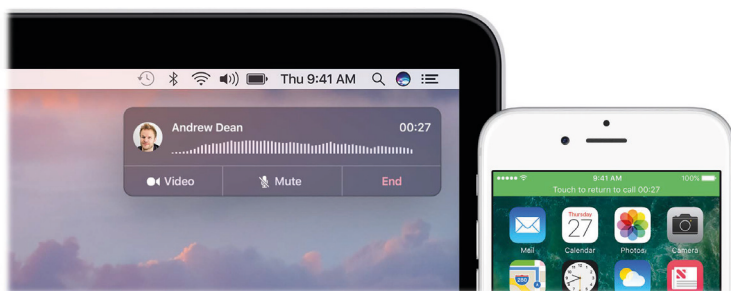 Thu 9:41 AM
Andrew Dean 00:27
Video Mute End
9:41 AM 100%
Touch to return to call 00:27
Thursday
27
Mail Calendar Photos Camera
280